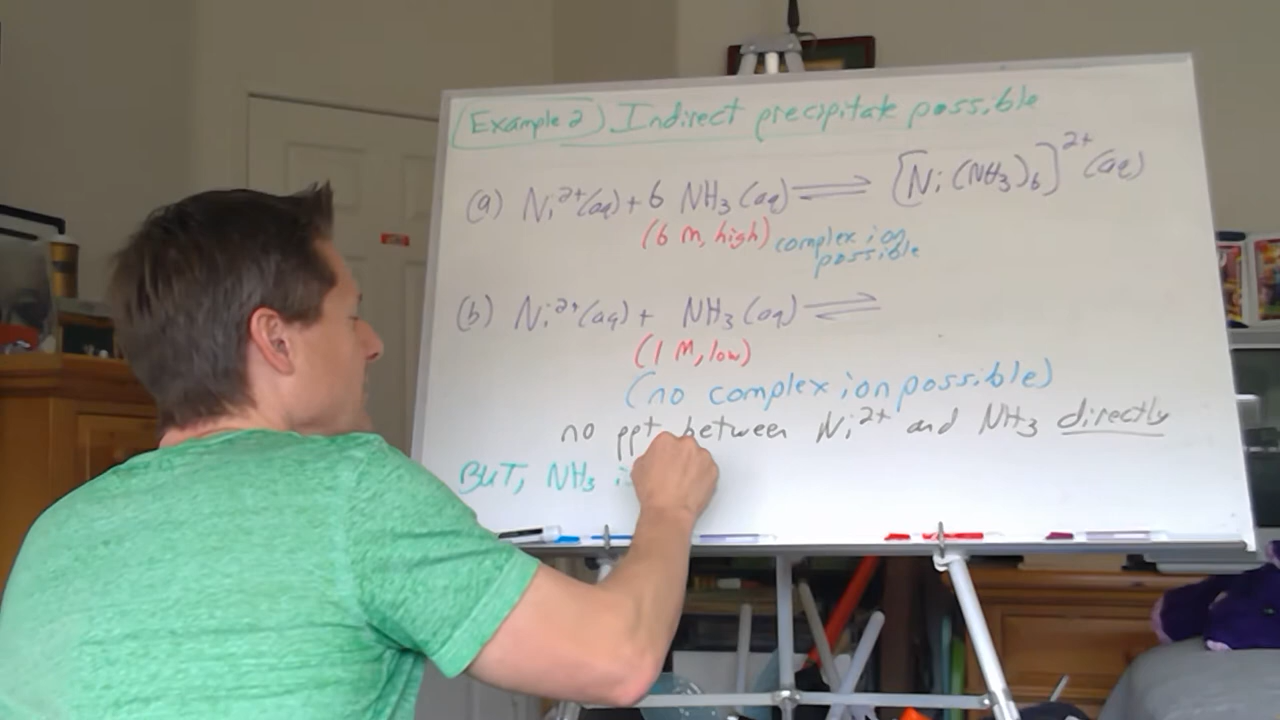 Example 2) Indirect precipitate possible
(a) Ni²⁺(aq) + 6 NH₃(aq) ⇌ [Ni(NH₃)₆]²⁺(aq)
(6 M, high) complex ion
possible
(b) Ni²⁺(aq) + NH₃(aq) ⇌
(1 M, low)
(no complex ion possible)
no ppt between Ni²⁺ and NH₃ directly
BUT, NH₃ is